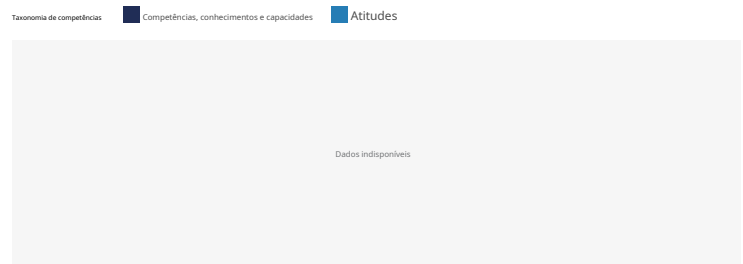 Taxonomia de competências Competências, conhecimentos e capacidades Atitudes
Dados indisponíveis